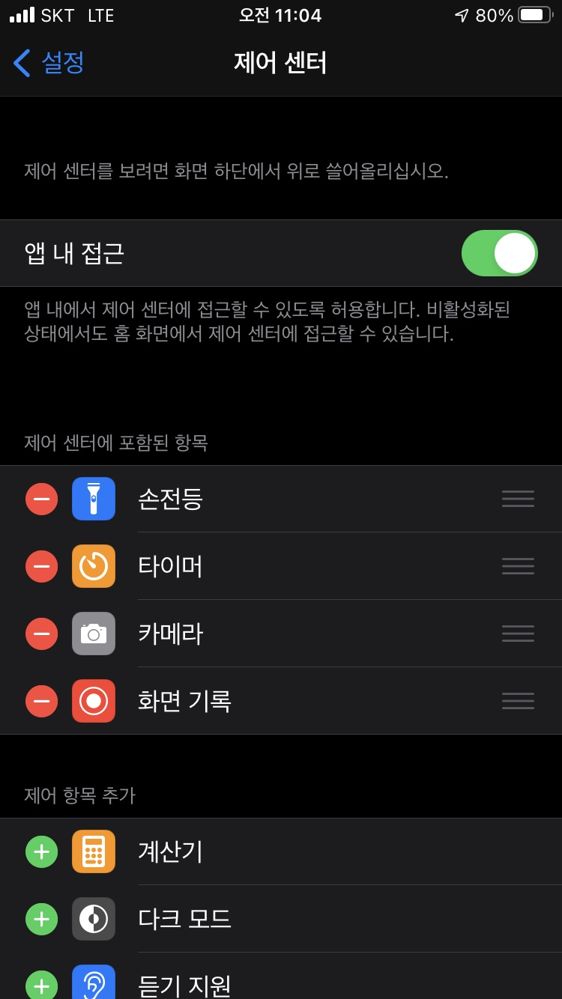 SKT LTE 오전 11:04 80%
설정 제어 센터
제어 센터를 보려면 화면 하단에서 위로 쓸어올리십시오.
앱 내 접근
앱 내에서 제어 센터에 접근할 수 있도록 허용합니다. 비활성화된
상태에서도 홈 화면에서 제어 센터에 접근할 수 있습니다.
제어 센터에 포함된 항목
손전등
타이머
카메라
화면 기록
제어 항목 추가
계산기
다크 모드
듣기 지원